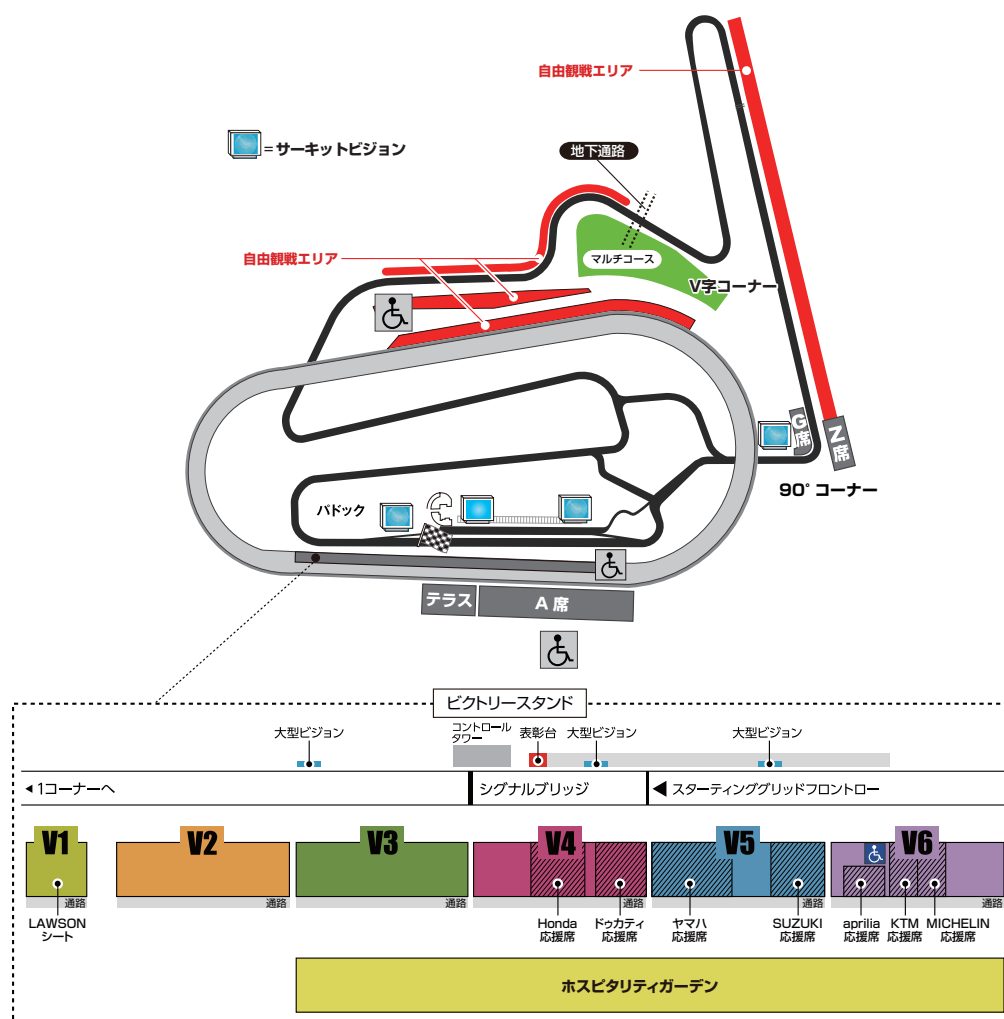 自由観戦エリア
=サーキットビジョン
地下通路
マルチコース
自由観戦エリア
V字コーナー
G席
Z席
90° コーナー
パドック
テラス
A 席
ビクトリースタンド
大型ビジョン
コントロール
タワー
表彰台
大型ビジョン
大型ビジョン
◀ 1コーナーへ
シグナルブリッジ
◀ スターティンググリッドフロントロー
V1
V2
V3
V4
V5
V6
通路
通路
通路
通路
通路
通路
LAWSON
シート
Honda
応援席
ドゥカティ
応援席
ヤマハ
応援席
SUZUKI
応援席
aprilia
応援席
KTM
応援席
MICHELIN
応援席
ホスピタリティガーデン